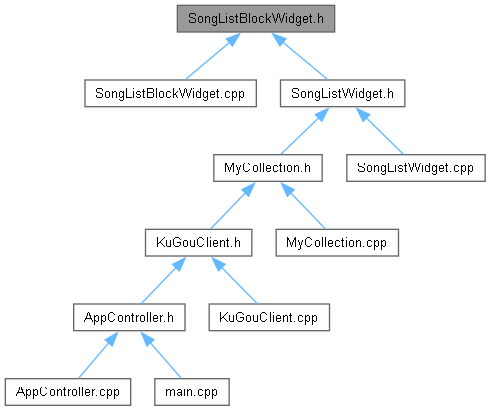 SongListBlockWidget.h
SongListBlockWidget.cpp
SongListWidget.h
MyCollection.h
SongListWidget.cpp
KuGouClient.h
MyCollection.cpp
AppController.h
KuGouClient.cpp
AppController.cpp
main.cpp